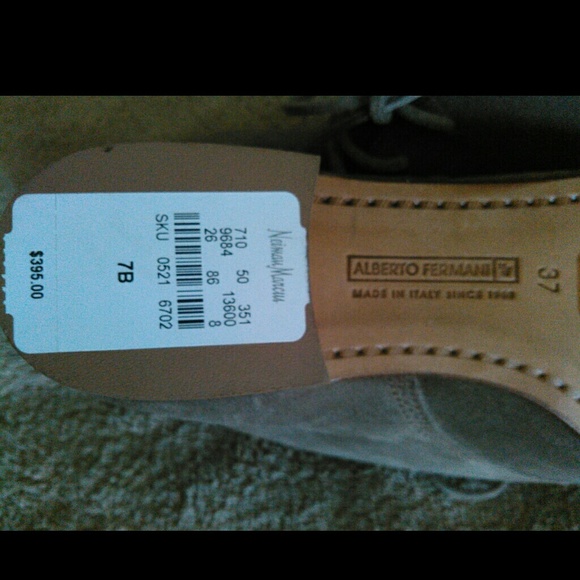 Neiman Marcus
710 50 351
9684 13600
26 86 8
SKU 0521 6702
7B
$395.00
ALBERTO FERMANI
MADE IN ITALY SINCE 1968
37